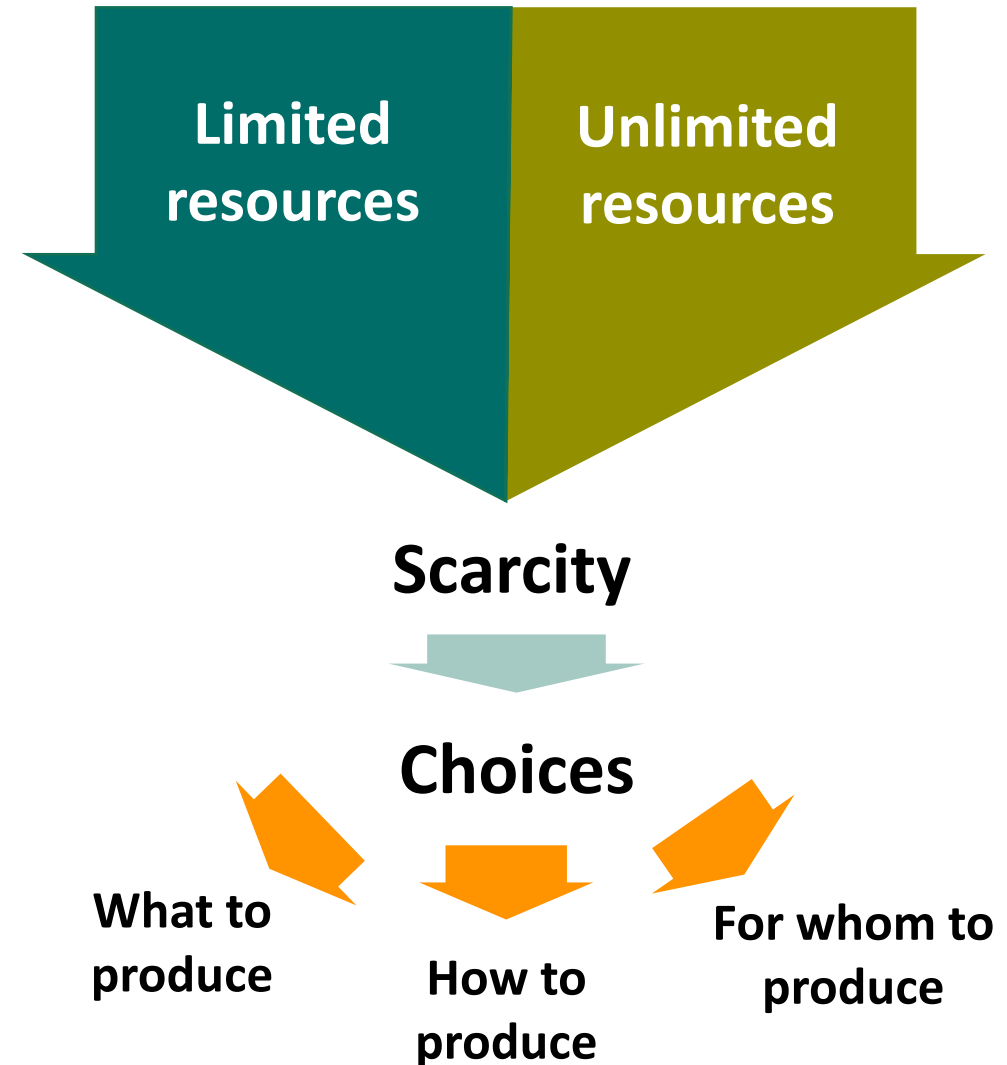 Limited
resources
Unlimited
resources
Scarcity
Choices
What to
produce
How to
produce
For whom to
produce